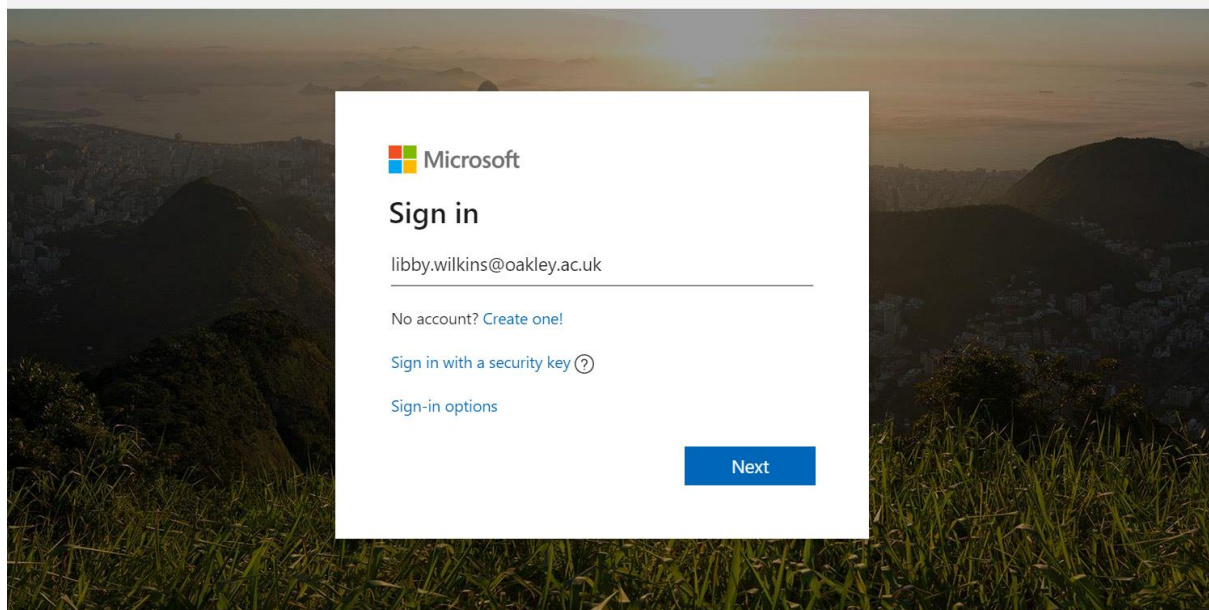 Microsoft
Sign in
libby.wilkins@oakley.ac.uk
No account? Create one!
Sign in with a security key ?
Sign-in options
Next